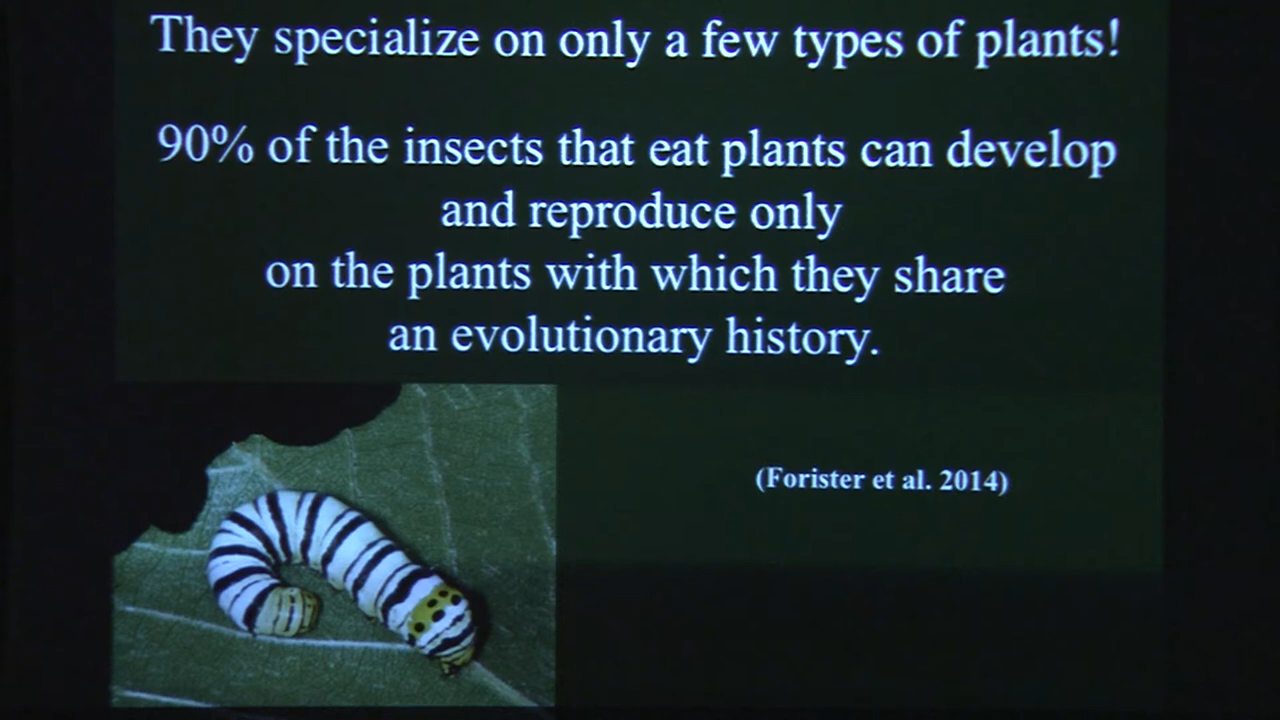 They specialize on only a few types of plants!
90% of the insects that eat plants can develop
and reproduce only
on the plants with which they share
an evolutionary history.
(Forister et al. 2014)